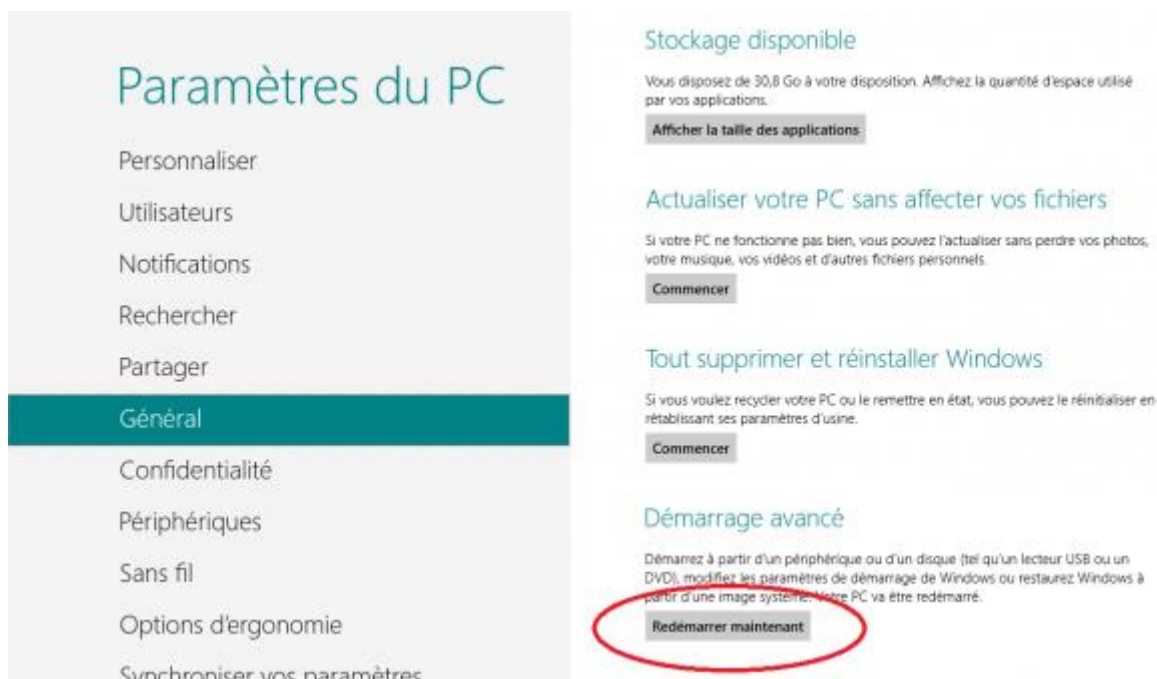 Paramètres du PC
Personnaliser
Utilisateurs
Notifications
Rechercher
Partager
Général
Confidentialité
Périphériques
Sans fil
Options d'ergonomie
Synchroniser vos paramètres
Stockage disponible
Vous disposez de 30,8 Go à votre disposition. Affichez la quantité d'espace utilisé
par vos applications.
Afficher la taille des applications
Actualiser votre PC sans affecter vos fichiers
Si votre PC ne fonctionne pas bien, vous pouvez l'actualiser sans perdre vos photos,
votre musique, vos vidéos et d'autres fichiers personnels.
Commencer
Tout supprimer et réinstaller Windows
Si vous voulez recycler votre PC ou le remettre en état, vous pouvez le réinitialiser en
rétablissant ses paramètres d'usine.
Commencer
Démarrage avancé
Démarrez à partir d'un périphérique ou d'un disque (tel qu'un lecteur USB ou un
DVD), modifiez les paramètres de démarrage de Windows ou restaurez Windows à
partir d'une image système. Votre PC va être redémarré.
Redémarrer maintenant